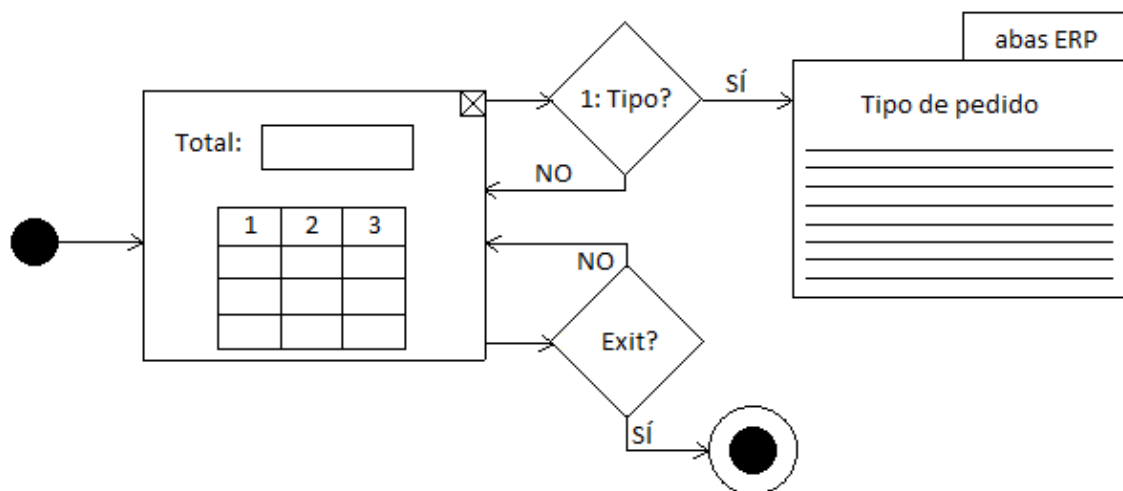 abas ERP
Total:
1: Tipo?
SÍ
Tipo de pedido
NO
1 2 3
NO
Exit?
SÍ